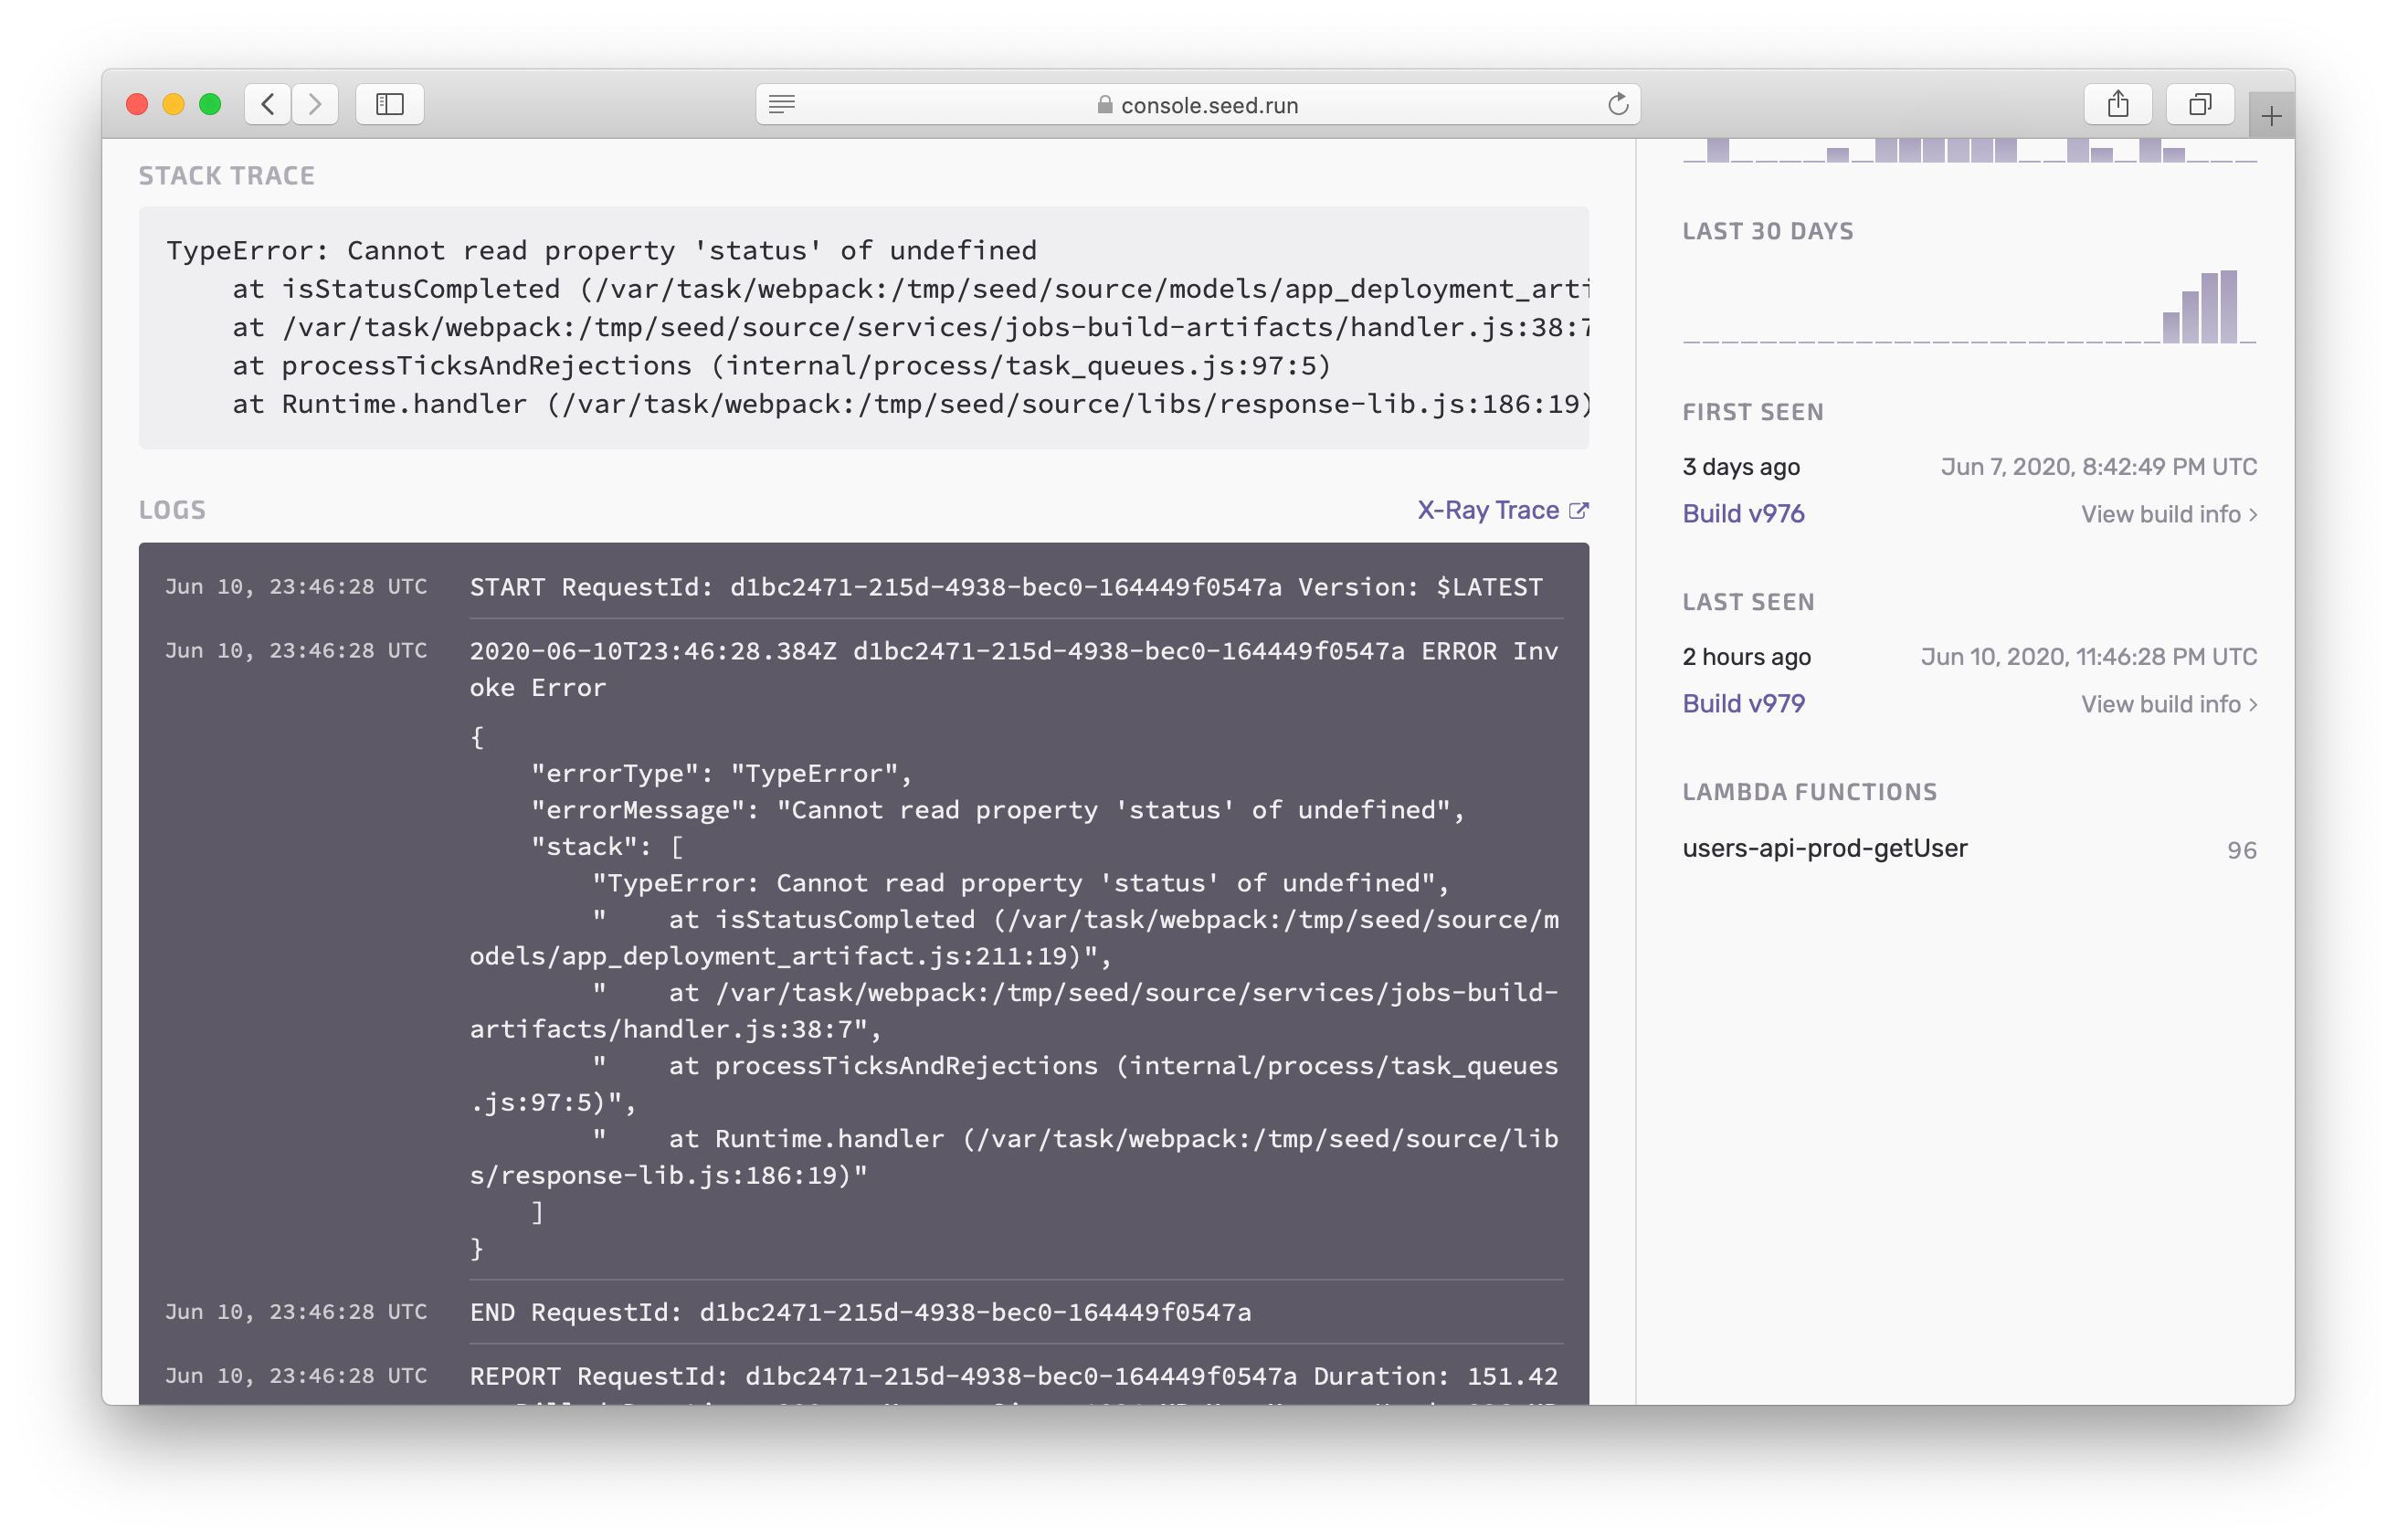 console.seed.run
STACK TRACE
TypeError: Cannot read property 'status' of undefined
at isStatusCompleted (/var/task/webpack:/tmp/seed/source/models/app_deployment_arti
at /var/task/webpack:/tmp/seed/source/services/jobs-build-artifacts/handler.js:38:7
at processTicksAndRejections (internal/process/task_queues.js:97:5)
at Runtime.handler (/var/task/webpack:/tmp/seed/source/libs/response-lib.js:186:19)
LOGS
X-Ray Trace
Jun 10, 23:46:28 UTC
START RequestId: d1bc2471-215d-4938-bec0-164449f0547a Version: $LATEST
Jun 10, 23:46:28 UTC
2020-06-10T23:46:28.384Z d1bc2471-215d-4938-bec0-164449f0547a ERROR Inv
oke Error
{
"errorType": "TypeError",
"errorMessage": "Cannot read property 'status' of undefined",
"stack": [
"TypeError: Cannot read property 'status' of undefined",
"    at isStatusCompleted (/var/task/webpack:/tmp/seed/source/m
odels/app_deployment_artifact.js:211:19)",
"    at /var/task/webpack:/tmp/seed/source/services/jobs-build-
artifacts/handler.js:38:7",
"    at processTicksAndRejections (internal/process/task_queues
.js:97:5)",
"    at Runtime.handler (/var/task/webpack:/tmp/seed/source/lib
s/response-lib.js:186:19)"
]
}
Jun 10, 23:46:28 UTC
END RequestId: d1bc2471-215d-4938-bec0-164449f0547a
Jun 10, 23:46:28 UTC
REPORT RequestId: d1bc2471-215d-4938-bec0-164449f0547a Duration: 151.42
LAST 30 DAYS
FIRST SEEN
3 days ago
Jun 7, 2020, 8:42:49 PM UTC
Build v976
View build info >
LAST SEEN
2 hours ago
Jun 10, 2020, 11:46:28 PM UTC
Build v979
View build info >
LAMBDA FUNCTIONS
users-api-prod-getUser
96